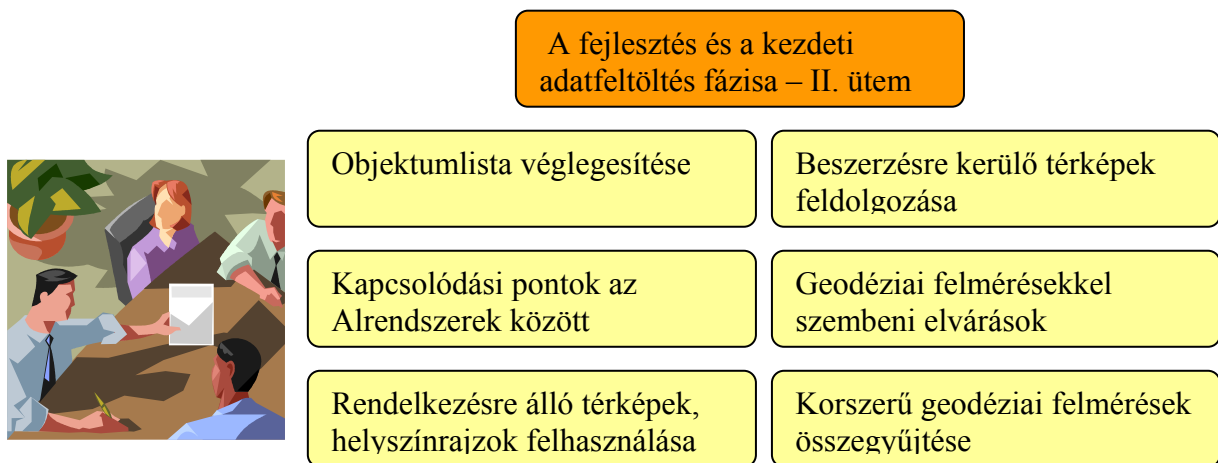 A fejlesztés és a kezdeti
adatfeltöltés fázisa – II. ütem
Objektumlista véglegesítése
Beszerzésre kerülő térképek
feldolgozása
Kapcsolódási pontok az
Alrendszerek között
Geodéziai felmérésekkel
szembeni elvárások
Rendelkezésre álló térképek,
helyszínrajzok felhasználása
Korszerű geodéziai felmérések
összegyűjtése